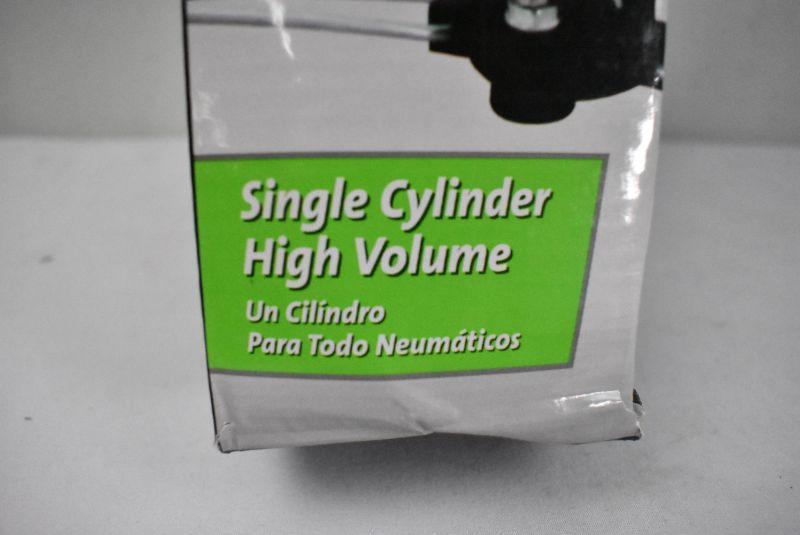 Single Cylinder
High Volume
Un Cilíndro
Para Todo Neumáticos